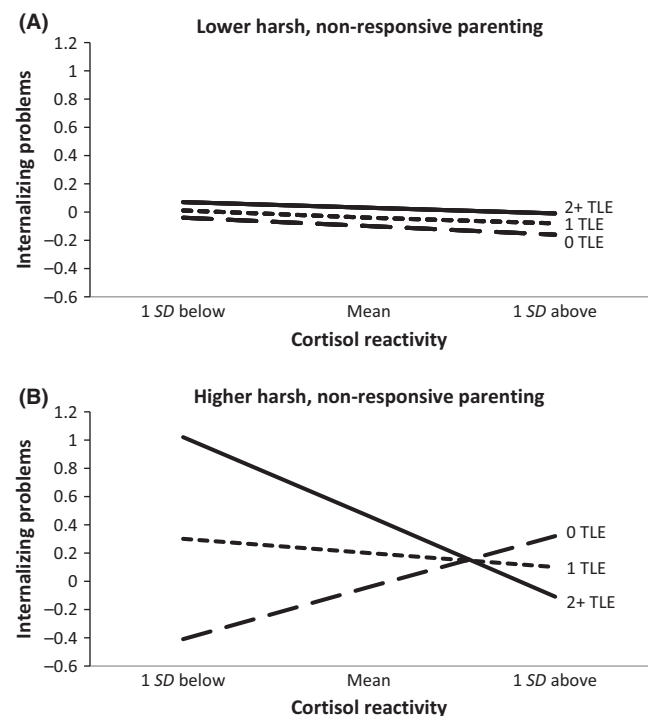 (A)
Lower harsh, non-responsive parenting
1.2
1
0.8
0.6
0.4
0.2
0
–0.2
–0.4
–0.6
Internalizing problems
2+ TLE
1 TLE
0 TLE
1 SD below
Mean
1 SD above
Cortisol reactivity
(B)
Higher harsh, non-responsive parenting
1.2
1
0.8
0.6
0.4
0.2
0
–0.2
–0.4
–0.6
Internalizing problems
0 TLE
1 TLE
2+ TLE
1 SD below
Mean
1 SD above
Cortisol reactivity